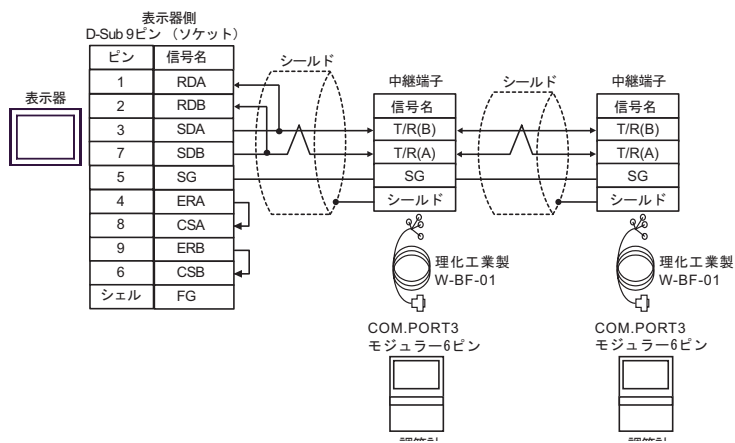 表示器側
D-Sub 9ピン （ソケット）
ピン 信号名
1 RDA
2 RDB
3 SDA
7 SDB
5 SG
4 ERA
8 CSA
9 ERB
6 CSB
シェル FG
表示器
シールド
中継端子
信号名
T/R(B)
T/R(A)
SG
シールド
シールド
中継端子
信号名
T/R(B)
T/R(A)
SG
シールド
理化工業製
W-BF-01
COM.PORT3
モジュラー6ピン
理化工業製
W-BF-01
COM.PORT3
モジュラー6ピン